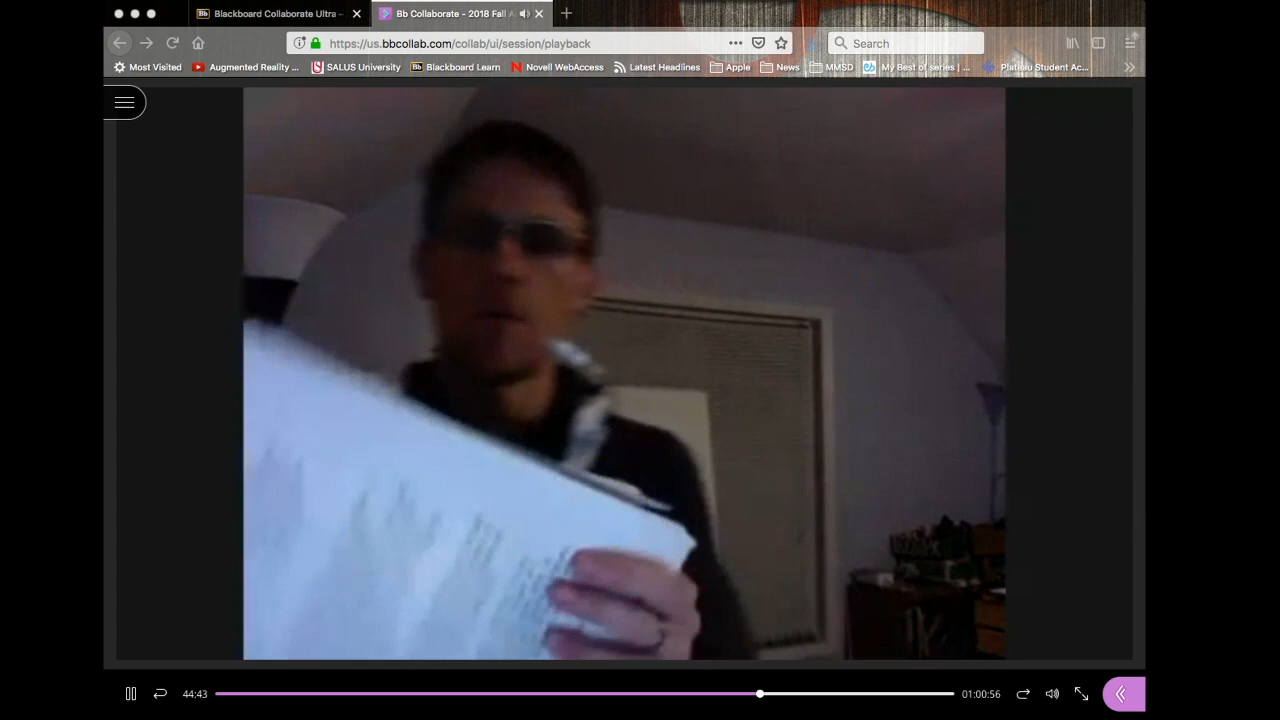 Blackboard Collaborate Ultra –
Bb Collaborate - 2018 Fall A
https://us.bbcollab.com/collab/ui/session/playback
Search
Most Visited
Augmented Reality ...
SALUS University
Blackboard Learn
Novell WebAccess
Latest Headlines
Apple
News
MMSD
My Best of series | ...
Plateau Student Ac...
44:43
01:00:56